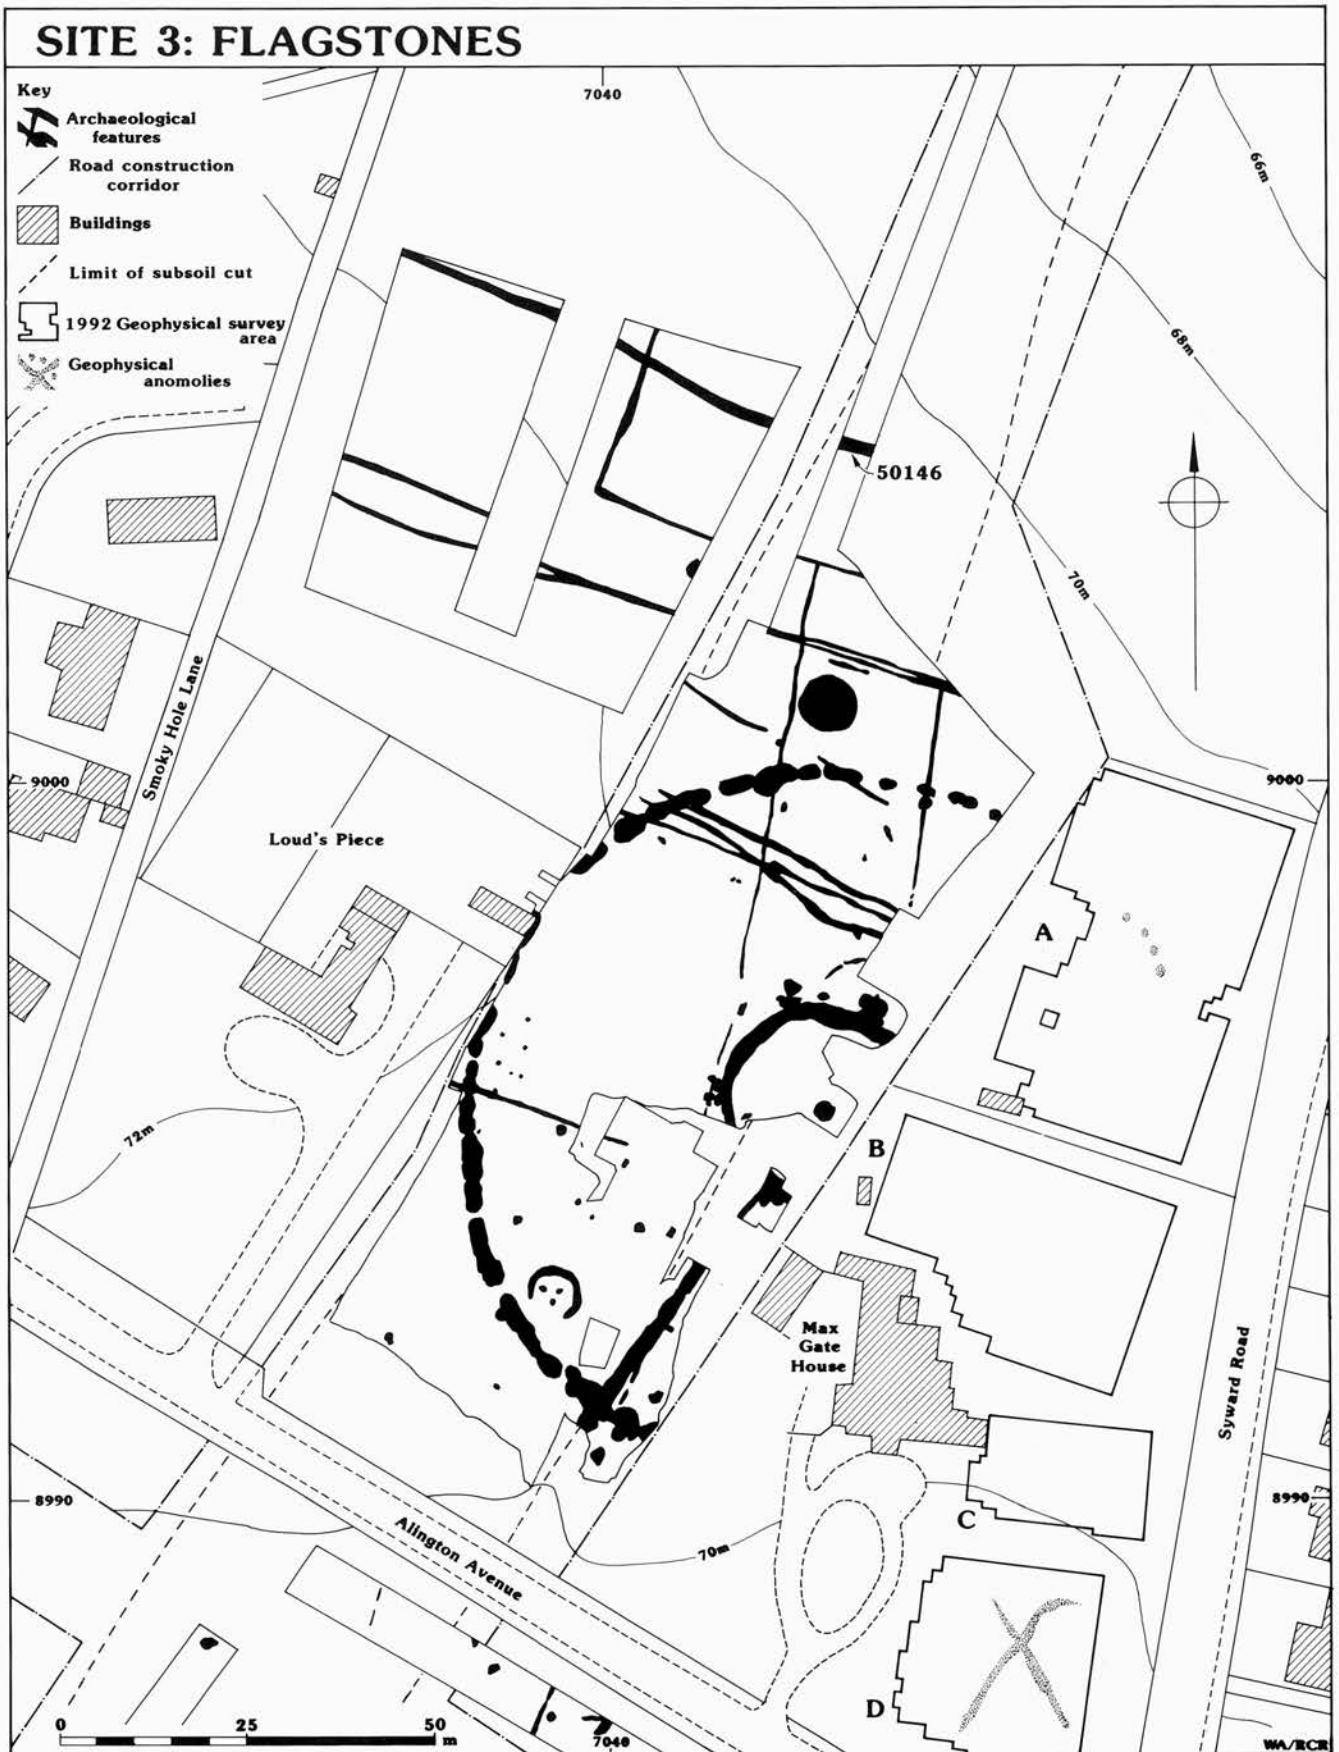 SITE 3: FLAGSTONES
Key
Archaeological
features
Road construction
corridor
Buildings
Limit of subsoil cut
1992 Geophysical survey
area
Geophysical
anomolies
7040
66m
68m
50146
70m
Smoky Hole Lane
9000
9000
Loud's Piece
A
72m
B
Max
Gate
House
Syward Road
8990
8990
C
Alington Avenue
70m
D
0 25 50 m
7040
WA/RCR